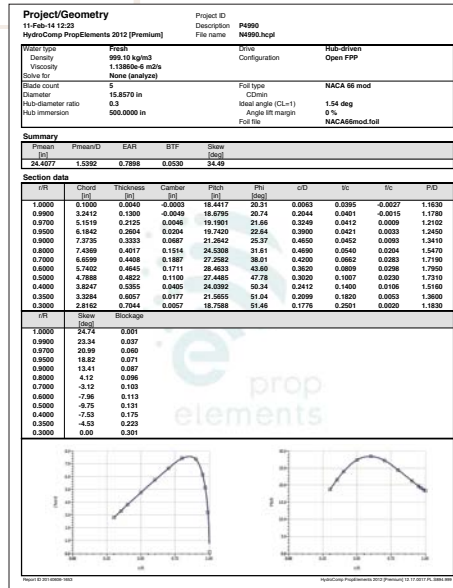 Project/Geometry Project ID
11-Feb-14 12:23 Description P4990
HydroComp PropElements 2012 [Premium] File name N4990.hcpl
Water type Fresh Drive Hub-driven
Density 999.10 kg/m3 Configuration Open FPP
Viscosity 1.13860e-6 m2/s
Solve for None (analyze)
Blade count 5 Foil type NACA 66 mod
Diameter 15.8570 in CDmin
Hub-diameter ratio 0.3 Ideal angle (CL=1) 1.54 deg
Hub immersion 500.0000 in Angle lift margin 0 %
Foil file NACA66mod.foil
Summary
Pmean Pmean/D EAR BTF Skew
[in] [deg]
24.4077 1.5392 0.7898 0.0530 34.49
Section data
r/R Chord Thickness Camber Pitch Phi c/D t/c f/c P/D
[in] [in] [in] [in] [deg]
1.0000 0.1000 0.0040 -0.0003 18.4417 20.31 0.0063 0.0395 -0.0027 1.1630
0.9900 3.2412 0.1300 -0.0049 18.6795 20.74 0.2044 0.0401 -0.0015 1.1780
0.9700 5.1519 0.2125 0.0046 19.1901 21.66 0.3249 0.0412 0.0009 1.2102
0.9500 6.1842 0.2604 0.0204 19.7420 22.64 0.3900 0.0421 0.0033 1.2450
0.9000 7.3735 0.3333 0.0687 21.2642 25.37 0.4650 0.0452 0.0093 1.3410
0.8000 7.4369 0.4017 0.1514 24.5308 31.61 0.4690 0.0540 0.0204 1.5470
0.7000 6.6599 0.4408 0.1887 27.2582 38.01 0.4200 0.0662 0.0283 1.7190
0.6000 5.7402 0.4645 0.1711 28.4633 43.60 0.3620 0.0809 0.0298 1.7950
0.5000 4.7888 0.4822 0.1100 27.4485 47.78 0.3020 0.1007 0.0230 1.7310
0.4000 3.8247 0.5355 0.0405 24.0392 50.34 0.2412 0.1400 0.0106 1.5160
0.3500 3.3284 0.6057 0.0177 21.5655 51.04 0.2099 0.1820 0.0053 1.3600
0.3000 2.8162 0.7044 0.0057 18.7588 51.46 0.1776 0.2501 0.0020 1.1830
r/R Skew Blockage
[deg]
1.0000 24.74 0.001
0.9900 23.34 0.037
0.9700 20.99 0.060
0.9500 18.82 0.071
0.9000 13.41 0.087
0.8000 4.12 0.096
0.7000 -3.12 0.103
0.6000 -7.96 0.113
0.5000 -9.75 0.131
0.4000 -7.53 0.175
0.3500 -4.53 0.223
0.3000 0.00 0.301
prop
elements